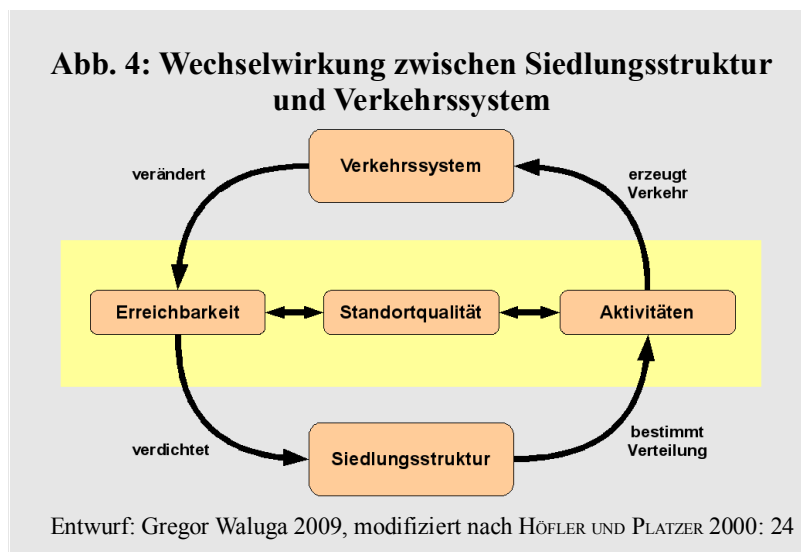 Abb. 4: Wechselwirkung zwischen Siedlungsstruktur
und Verkehrssystem
Verkehrssystem
verändert
erzeugt
Verkehr
Erreichbarkeit
Standortqualität
Aktivitäten
verdichtet
Siedlungsstruktur
bestimmt
Verteilung
Entwurf: Gregor Waluga 2009, modifiziert nach HÖFLER UND PLATZER 2000: 24